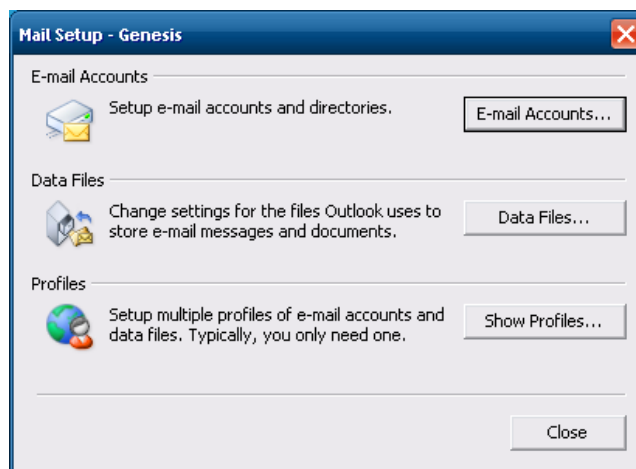 Mail Setup - Genesis
E-mail Accounts
Setup e-mail accounts and directories.
E-mail Accounts...
Data Files
Change settings for the files Outlook uses to
store e-mail messages and documents.
Data Files...
Profiles
Setup multiple profiles of e-mail accounts and
data files. Typically, you only need one.
Show Profiles...
Close